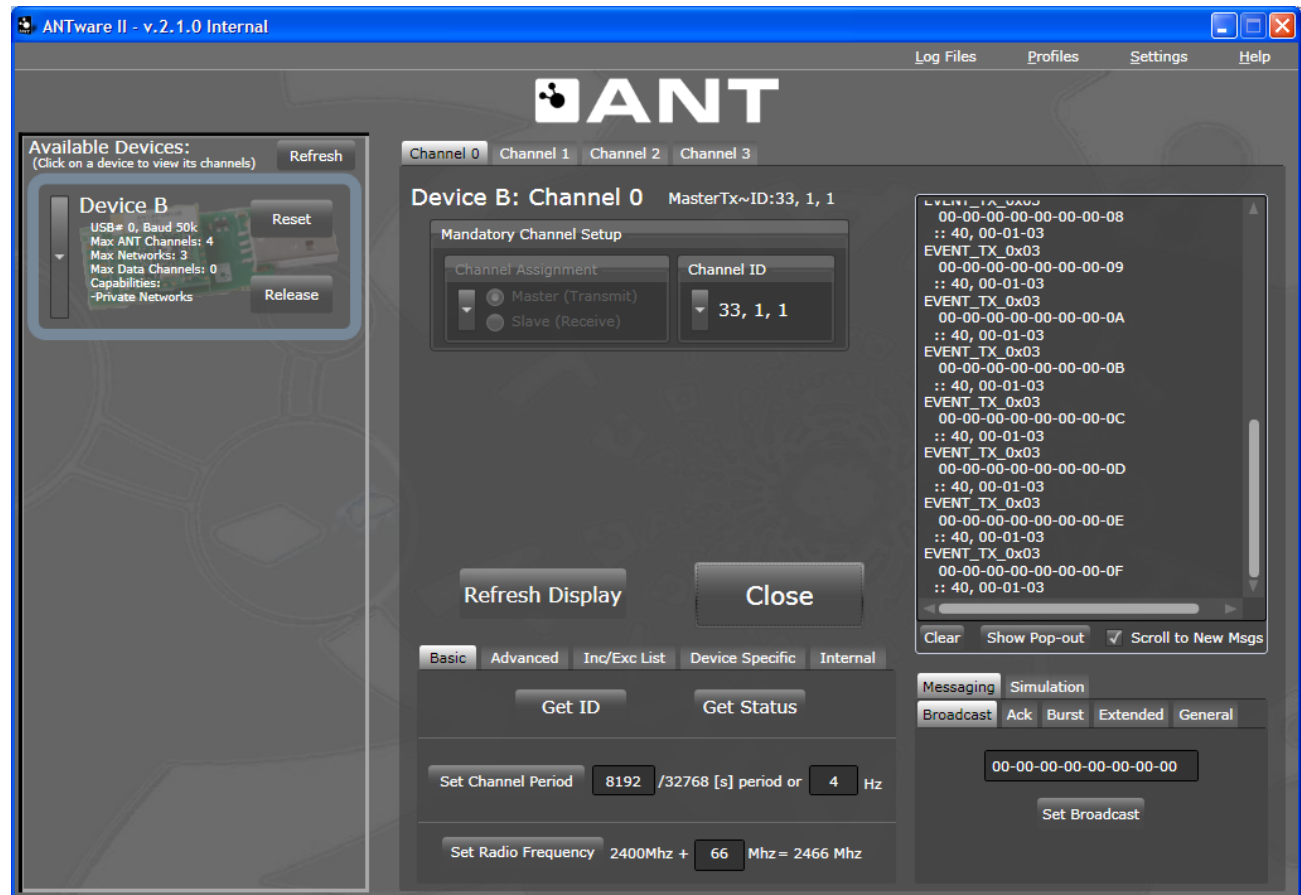 ANTware II - v.2.1.0 Internal
Log Files Profiles Settings Help
ANT
Available Devices:
(Click on a device to view its channels)
Refresh
Device B
USB# 0, Baud 50k
Max ANT Channels: 4
Max Networks: 3
Max Data Channels: 0
Capabilities:
-Private Networks
Reset
Release
Channel 0 Channel 1 Channel 2 Channel 3
Device B: Channel 0 MasterTx~ID:33, 1, 1
Mandatory Channel Setup
Channel Assignment
Master (Transmit)
Slave (Receive)
Channel ID
33, 1, 1
Refresh Display Close
Basic Advanced Inc/Exc List Device Specific Internal
Get ID Get Status
Set Channel Period 8192 /32768 [s] period or 4 Hz
Set Radio Frequency 2400Mhz + 66 Mhz= 2466 Mhz
EVENT_TX_0x03
00-00-00-00-00-00-00-08
:: 40, 00-01-03
EVENT_TX_0x03
00-00-00-00-00-00-00-09
:: 40, 00-01-03
EVENT_TX_0x03
00-00-00-00-00-00-00-0A
:: 40, 00-01-03
EVENT_TX_0x03
00-00-00-00-00-00-00-0B
:: 40, 00-01-03
EVENT_TX_0x03
00-00-00-00-00-00-00-0C
:: 40, 00-01-03
EVENT_TX_0x03
00-00-00-00-00-00-00-0D
:: 40, 00-01-03
EVENT_TX_0x03
00-00-00-00-00-00-00-0E
:: 40, 00-01-03
EVENT_TX_0x03
00-00-00-00-00-00-00-0F
:: 40, 00-01-03
Clear Show Pop-out Scroll to New Msgs
Messaging Simulation
Broadcast Ack Burst Extended General
00-00-00-00-00-00-00-00
Set Broadcast